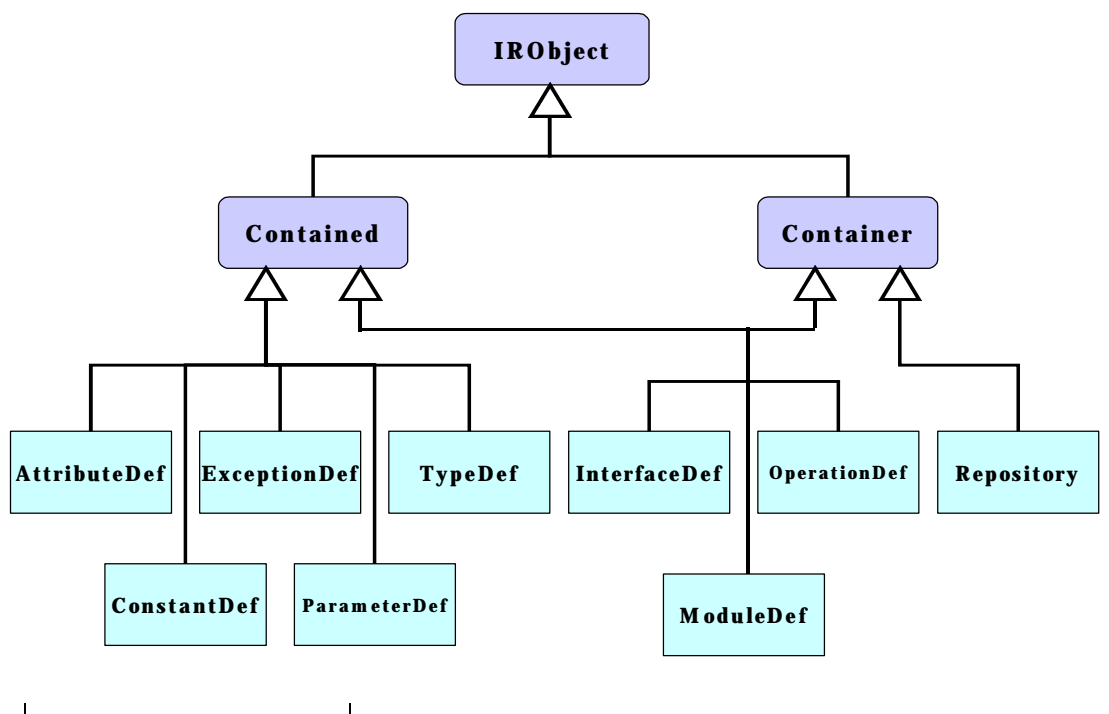 IRObject
Contained
Container
AttributeDef
ExceptionDef
TypeDef
InterfaceDef
OperationDef
Repository
ConstantDef
ParameterDef
ModuleDef